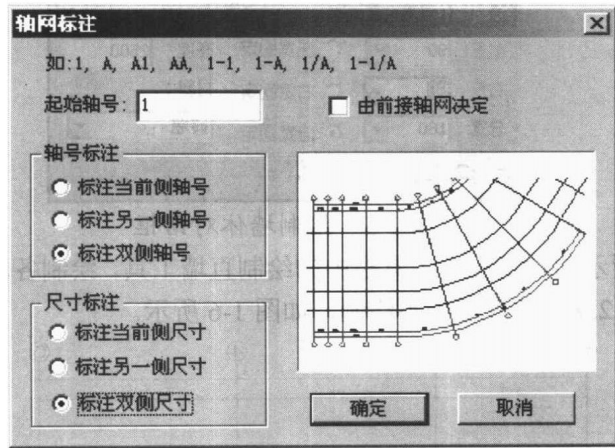 轴网标注
如:1, A, A1, AA, 1-1, 1-A, 1/A, 1-1/A
起始轴号: 1
由前接轴网决定
轴号标注
标注当前侧轴号
标注另一侧轴号
标注双侧轴号
尺寸标注
标注当前侧尺寸
标注另一侧尺寸
标注双侧尺寸
确定
取消